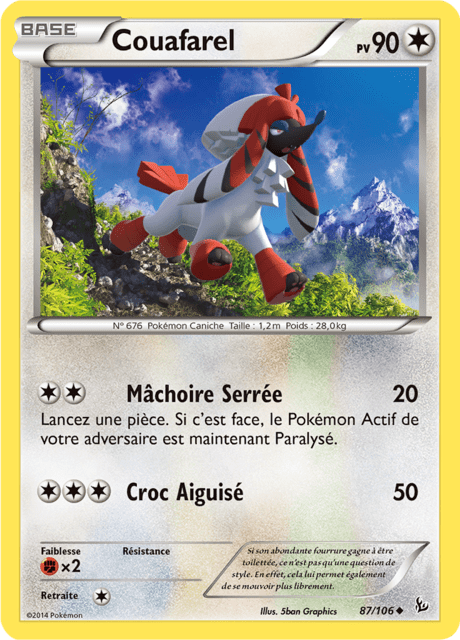 BASE
Couafarel
PV 90
N° 676 Pokémon Caniche Taille : 1,2m Poids : 28,0kg
Mâchoire Serrée 20
Lancez une pièce. Si c'est face, le Pokémon Actif de
votre adversaire est maintenant Paralysé.
Croc Aiguisé 50
Faiblesse
×2
Résistance
Retraite
Si son abondante fourrure gagne à être
toilettée, ce n'est pas qu'une question de
style. En effet, cela lui permet également
de se mouvoir plus librement.
©2014 Pokémon
Illus. 5ban Graphics
87/106